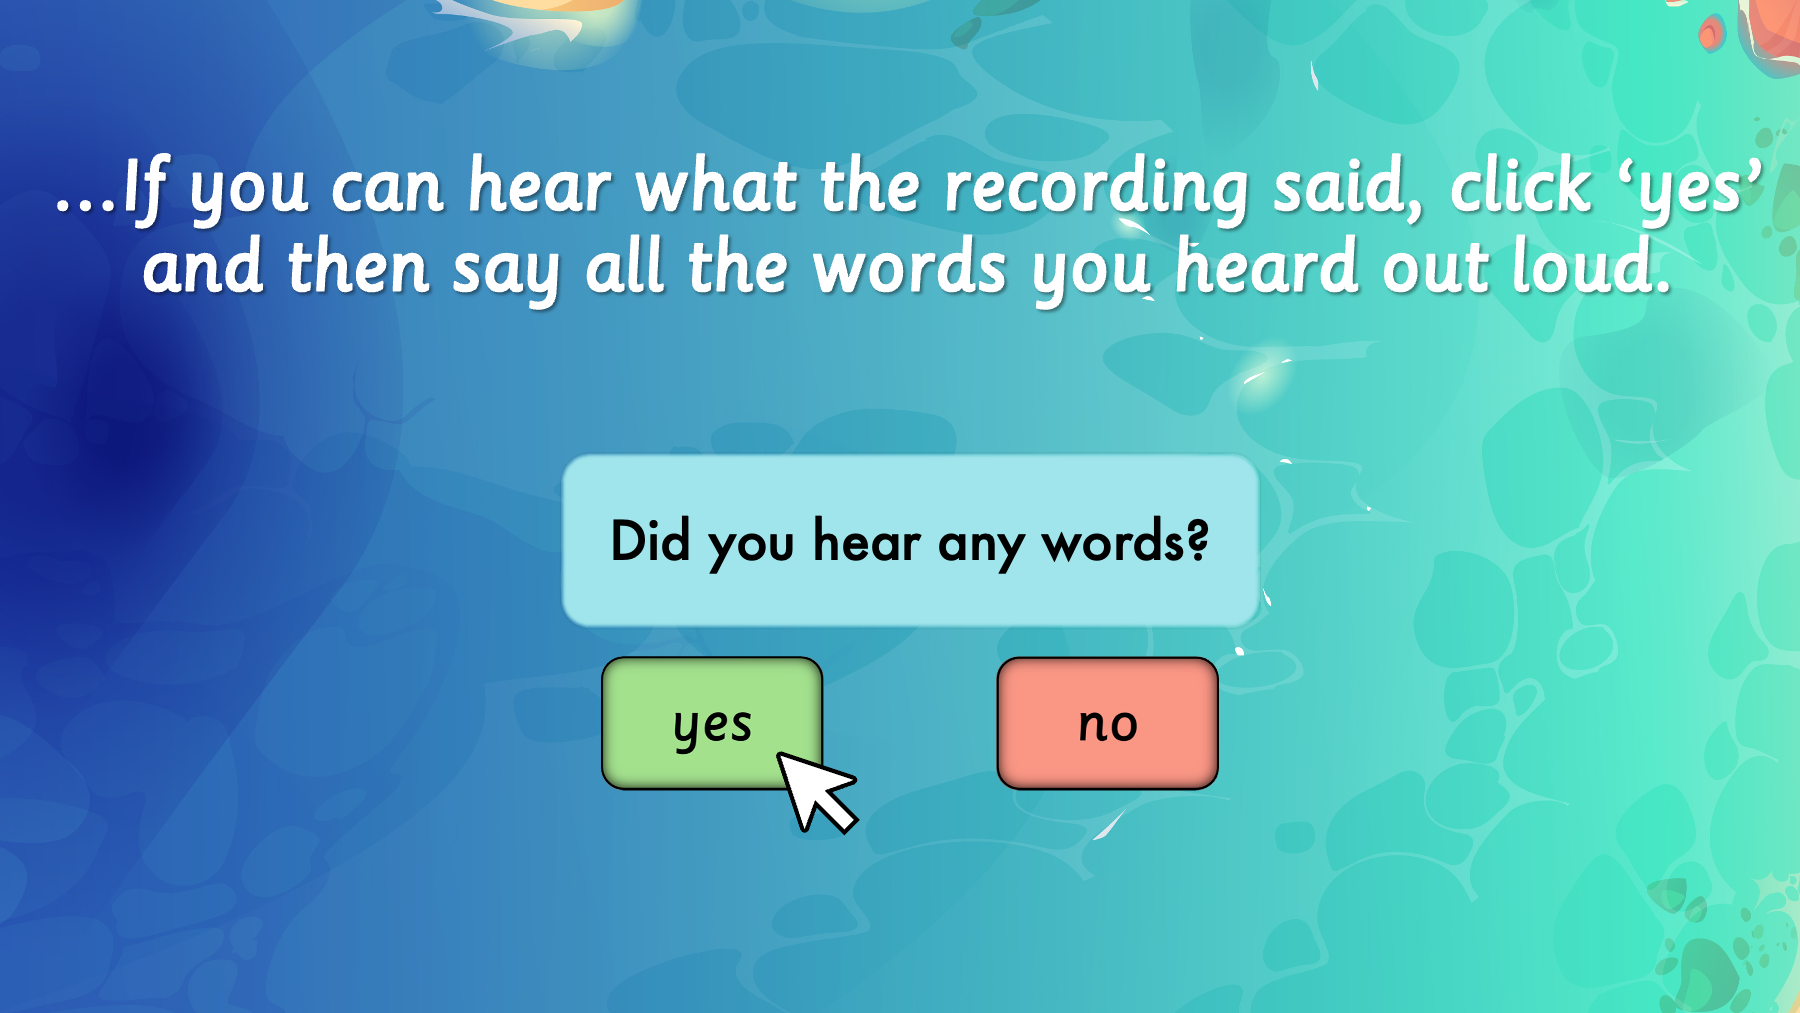 ...If you can hear what the recording said, click ‘yes’
and then say all the words you heard out loud.
Did you hear any words?
yes
no